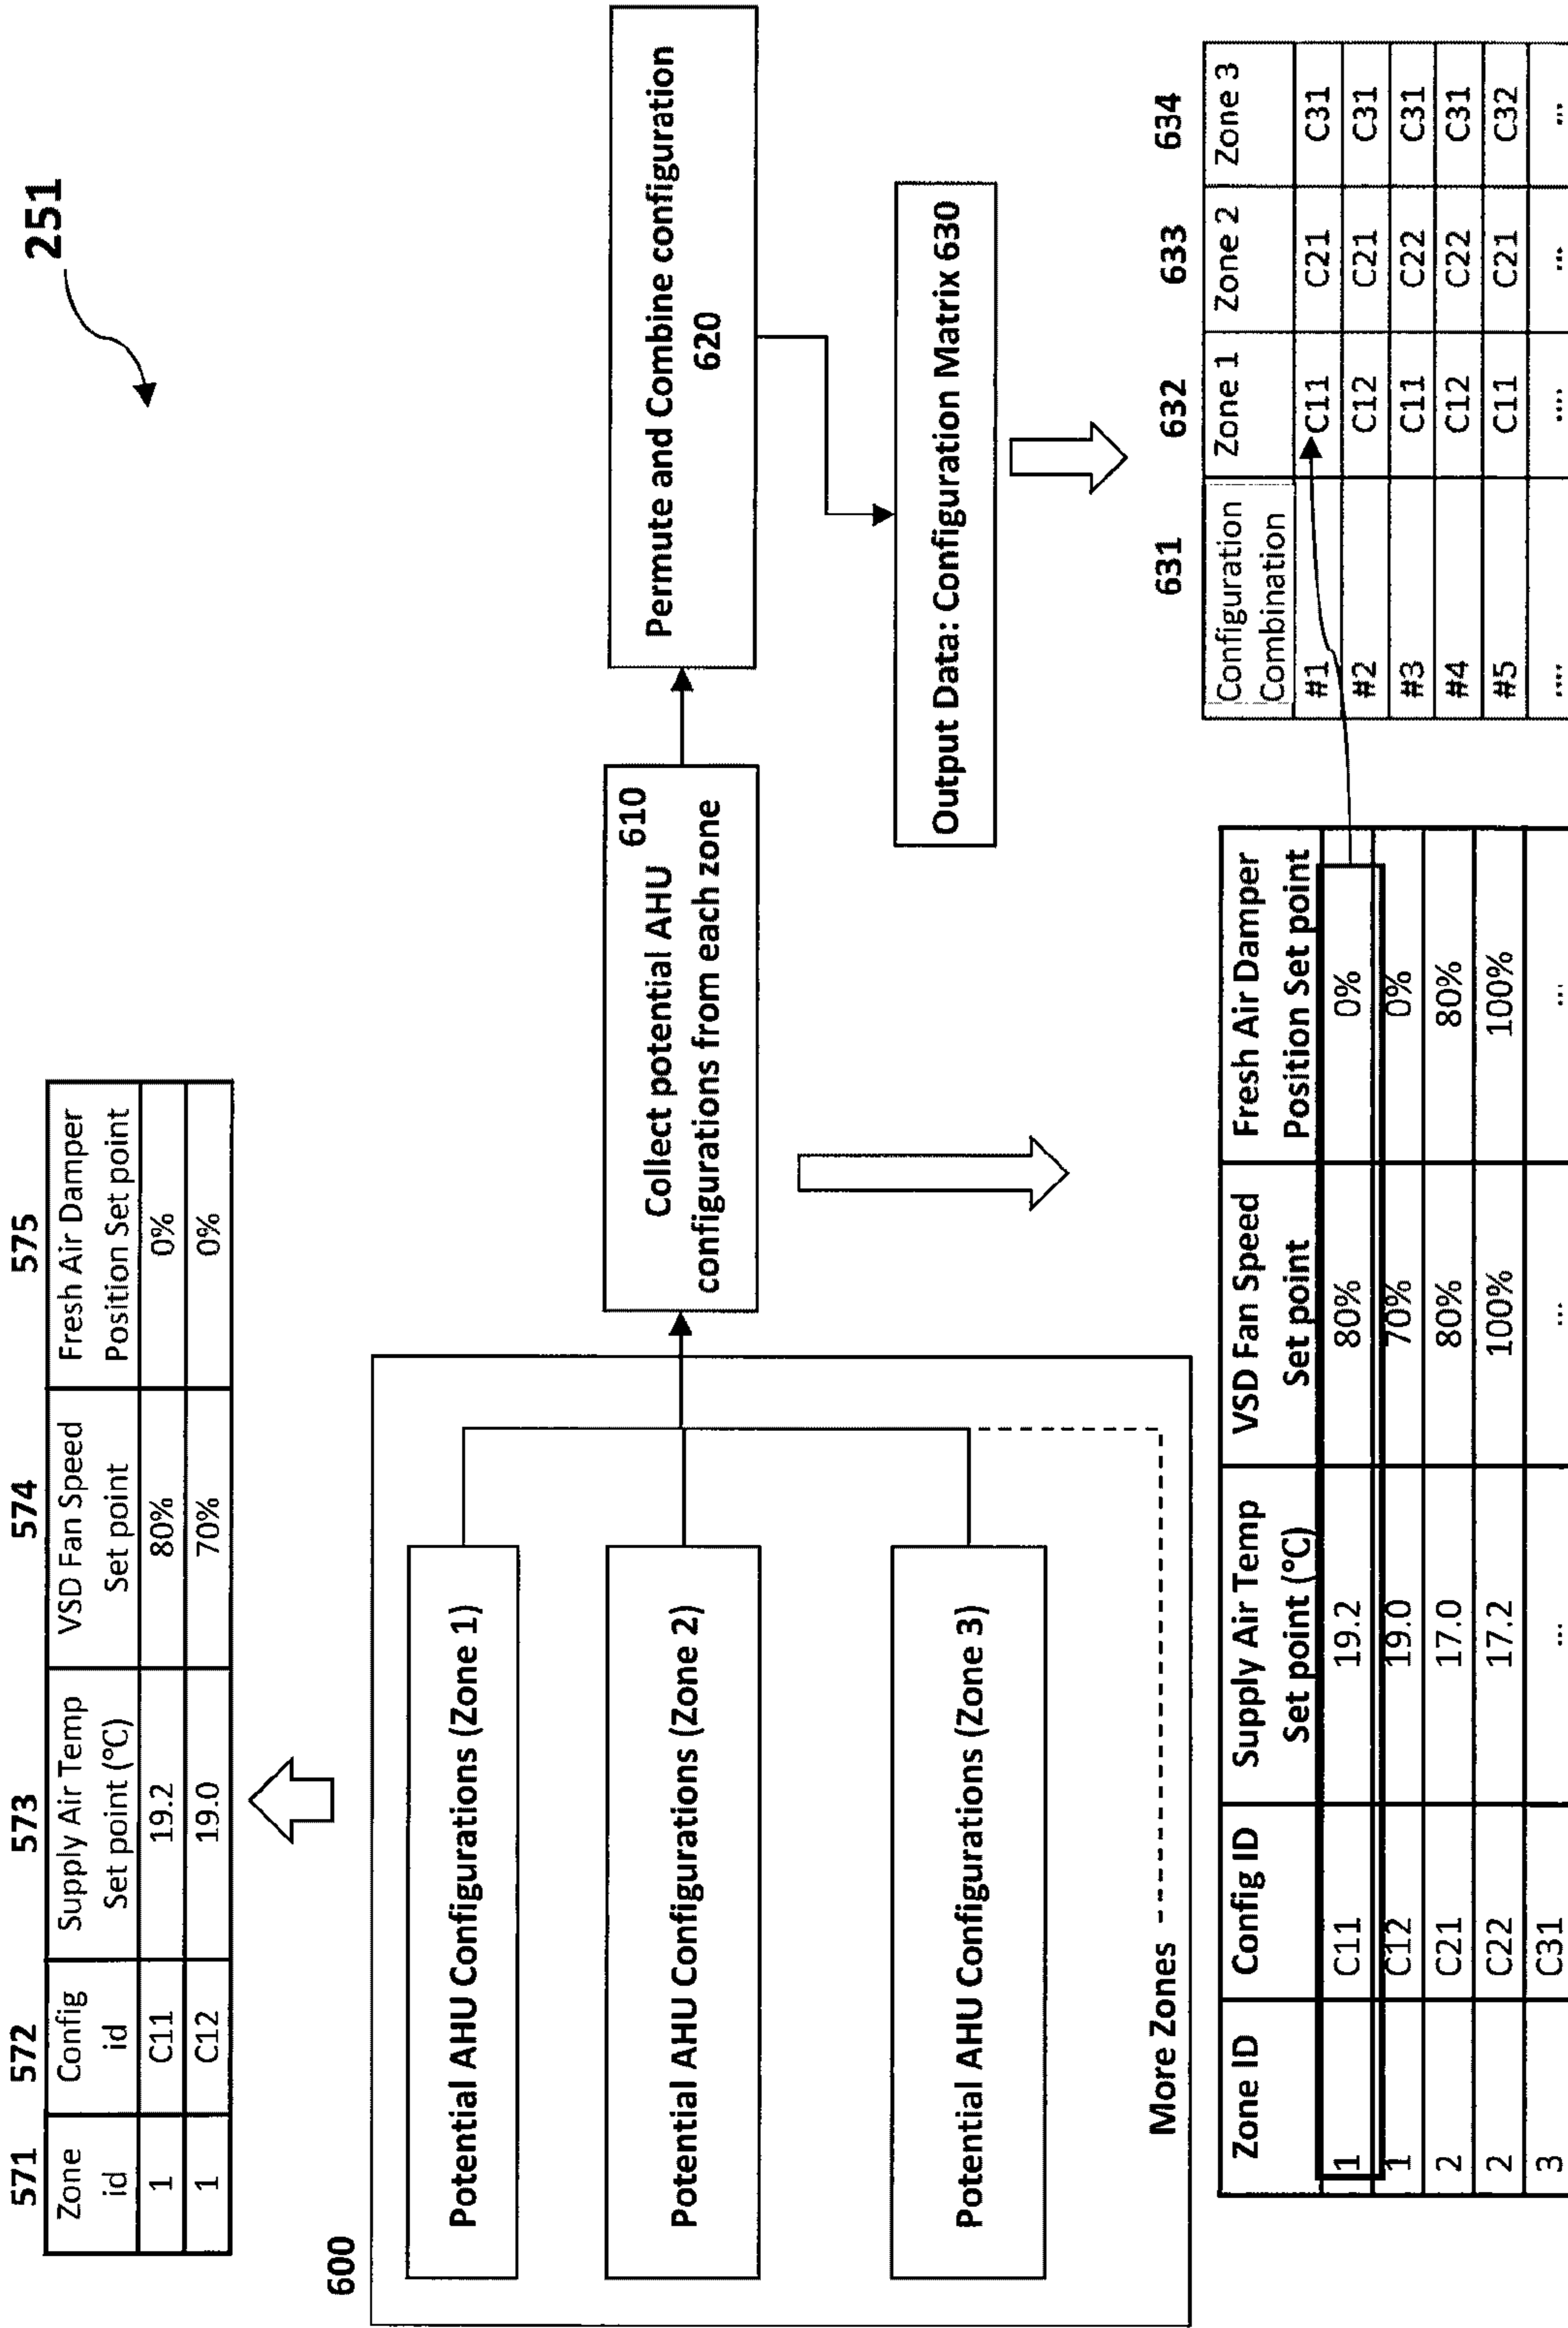 251
571 572 573 574 575
Zone id Config id Supply Air Temp Set point (°C) VSD Fan Speed Set point Fresh Air Damper Position Set point
1 C11 19.2 80% 0%
1 C12 19.0 70% 0%
600
Potential AHU Configurations (Zone 1)
Potential AHU Configurations (Zone 2)
Potential AHU Configurations (Zone 3)
More Zones
610
Collect potential AHU
configurations from each zone
Permute and Combine configuration
620
Output Data: Configuration Matrix 630
Zone ID Config ID Supply Air Temp Set point (°C) VSD Fan Speed Set point Fresh Air Damper Position Set point
1 C11 19.2 80% 0%
1 C12 19.0 70% 0%
2 C21 17.0 80% 80%
2 C22 17.2 100% 100%
3 C31 ... ... ...
631 632 633 634
Configuration Combination Zone 1 Zone 2 Zone 3
#1 C11 C21 C31
#2 C12 C21 C31
#3 C11 C22 C31
#4 C12 C22 C31
#5 C11 C21 C32
.... .... ... ...